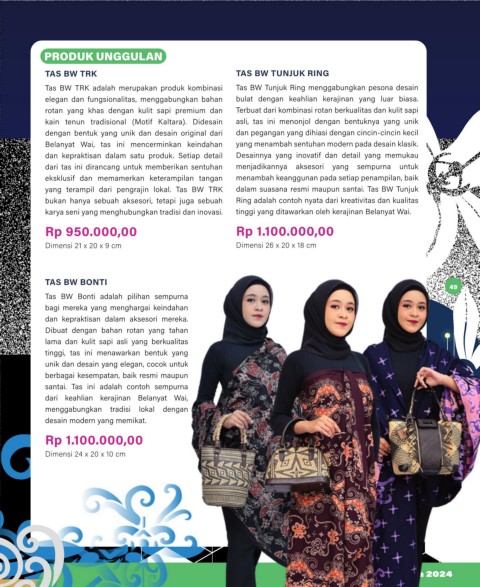 PRODUK UNGGULAN
TAS BW TRK
Tas BW TRK adalah merupakan produk kombinasi
elegan dan fungsionalitas, menggabungkan bahan
rotan yang khas dengan kulit sapi premium dan
kain tenun tradisional (Motif Kaltara). Didesain
dengan bentuk yang unik dan desain original dari
Belanyat Wai, tas ini mencerminkan keindahan
dan kepraktisan dalam satu produk. Setiap detail
dari tas ini dirancang untuk memberikan sentuhan
eksklusif dan memamerkan keterampilan tangan
yang terampil dari pengrajin lokal. Tas BW TRK
bukan hanya sebuah aksesori, tetapi juga sebuah
karya seni yang menghubungkan tradisi dan inovasi.
Rp 950.000,00
Dimensi 21 x 20 x 9 cm
TAS BW TUNJUK RING
Tas BW Tunjuk Ring menggabungkan pesona desain
bulat dengan keahlian kerajinan yang luar biasa.
Terbuat dari kombinasi rotan berkualitas dan kulit sapi
asli, tas ini menonjol dengan bentuknya yang unik
dan pegangan yang dihiasi dengan cincin-cincin kecil
yang menambah sentuhan modern pada desain klasik.
Desainnya yang inovatif dan detail yang memukau
menjadikannya aksesori yang sempurna untuk
menambah keanggunan pada setiap penampilan, baik
dalam suasana resmi maupun santai. Tas BW Tunjuk
Ring adalah contoh nyata dari kreativitas dan kualitas
tinggi yang ditawarkan oleh kerajinan Belanyat Wai.
Rp 1.100.000,00
Dimensi 26 x 20 x 18 cm
TAS BW BONTI
Tas BW Bonti adalah pilihan sempurna
bagi mereka yang menghargai keindahan
dan kepraktisan dalam aksesori mereka.
Dibuat dengan bahan rotan yang tahan
lama dan kulit sapi asli yang berkualitas
tinggi, tas ini menawarkan bentuk yang
unik dan desain yang elegan, cocok untuk
berbagai kesempatan, baik resmi maupun
santai. Tas ini adalah contoh sempurna
dari keahlian kerajinan Belanyat Wai,
menggabungkan tradisi lokal dengan
desain modern yang memikat.
Rp 1.100.000,00
Dimensi 24 x 20 x 10 cm
49
2024